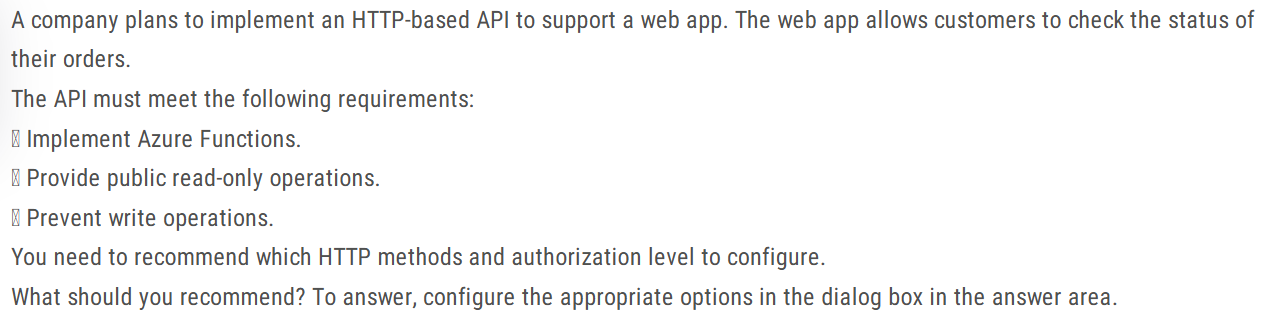 A company plans to implement an HTTP-based API to support a web app. The web app allows customers to check the status of
their orders.
The API must meet the following requirements:
Implement Azure Functions.
Provide public read-only operations.
Prevent write operations.
You need to recommend which HTTP methods and authorization level to configure.
What should you recommend? To answer, configure the appropriate options in the dialog box in the answer area.